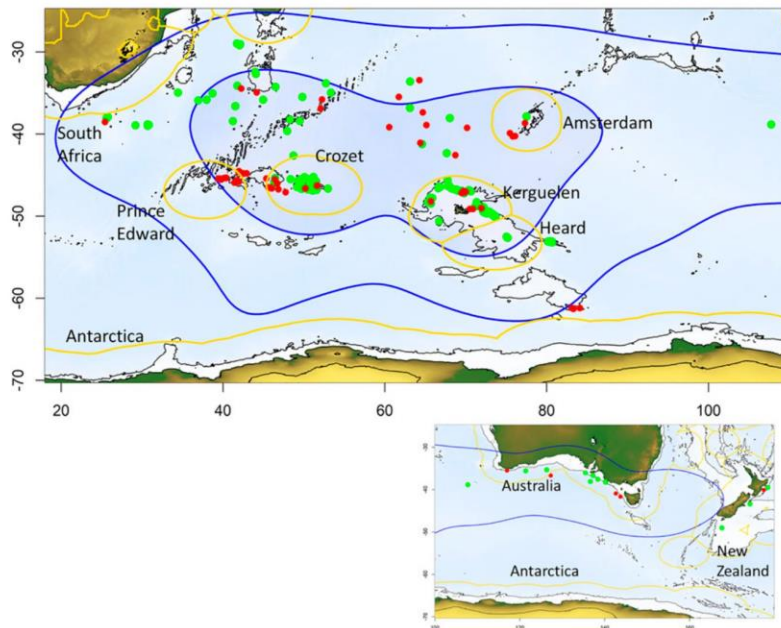 -30
-40
-50
-60
-70
South
Africa
Prince
Edward
Crozet
Amsterdam
Kerguelen
Heard
Antarctica
20
40
60
80
100
Australia
New
Zealand
Antarctica